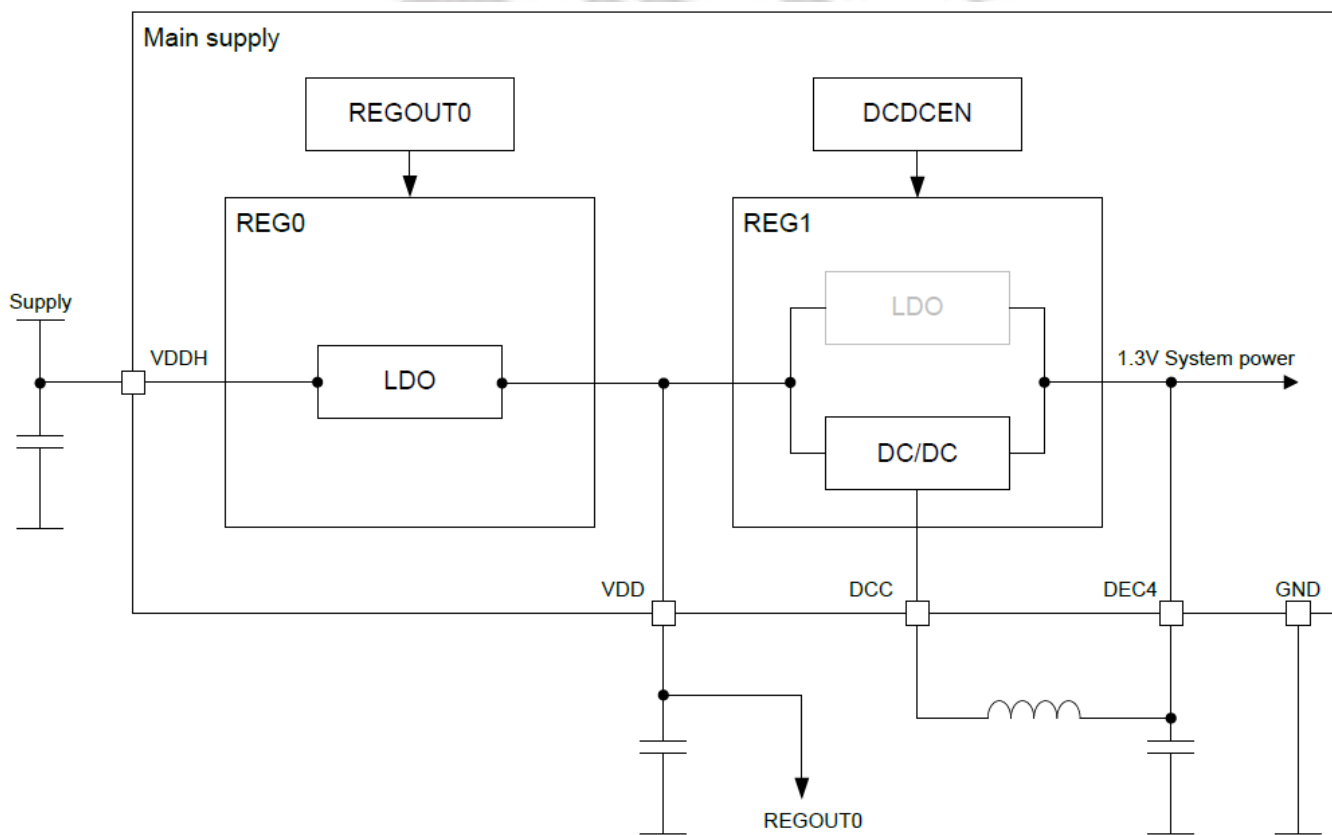 Main supply
REGOUT0
DCDCEN
REG0
REG1
LDO
Supply
VDDH
LDO
1.3V System power
DC/DC
VDD
DCC
DEC4
GND
REGOUT0